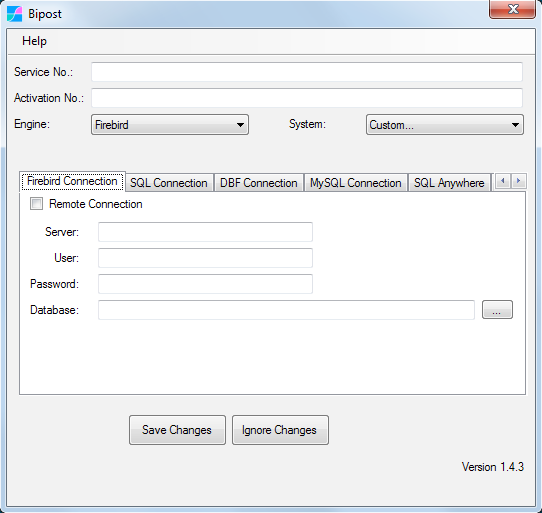 Bipost
Help
Service No.:
Activation No.:
Engine: Firebird System: Custom...
Firebird Connection SQL Connection DBF Connection MySQL Connection SQL Anywhere
Remote Connection
Server:
User:
Password:
Database: ...
Save Changes Ignore Changes
Version 1.4.3